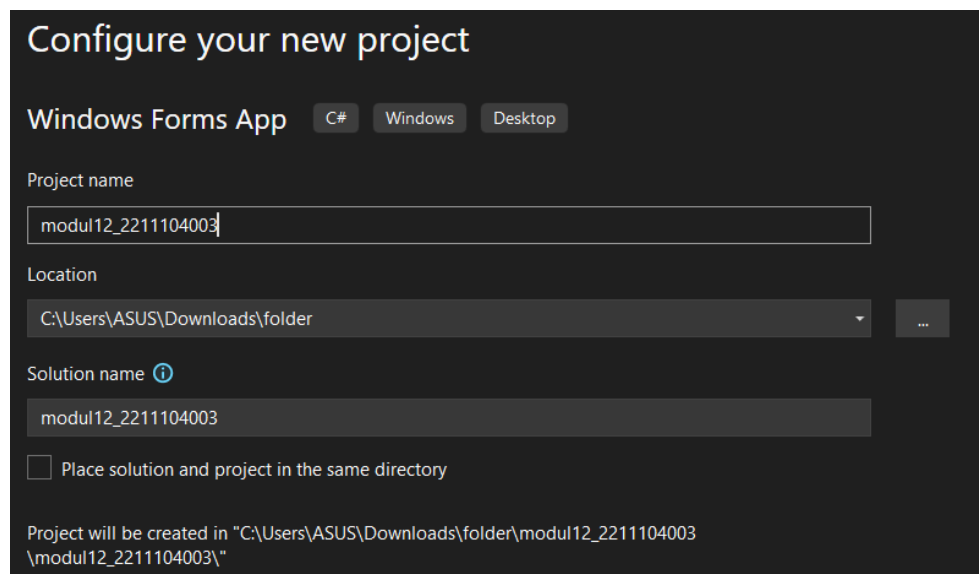 Configure your new project
Windows Forms App C# Windows Desktop
Project name
modul12_2211104003
Location
C:\Users\ASUS\Downloads\folder
...
Solution name
modul12_2211104003
Place solution and project in the same directory
Project will be created in "C:\Users\ASUS\Downloads\folder\modul12_2211104003
\modul12_2211104003\"